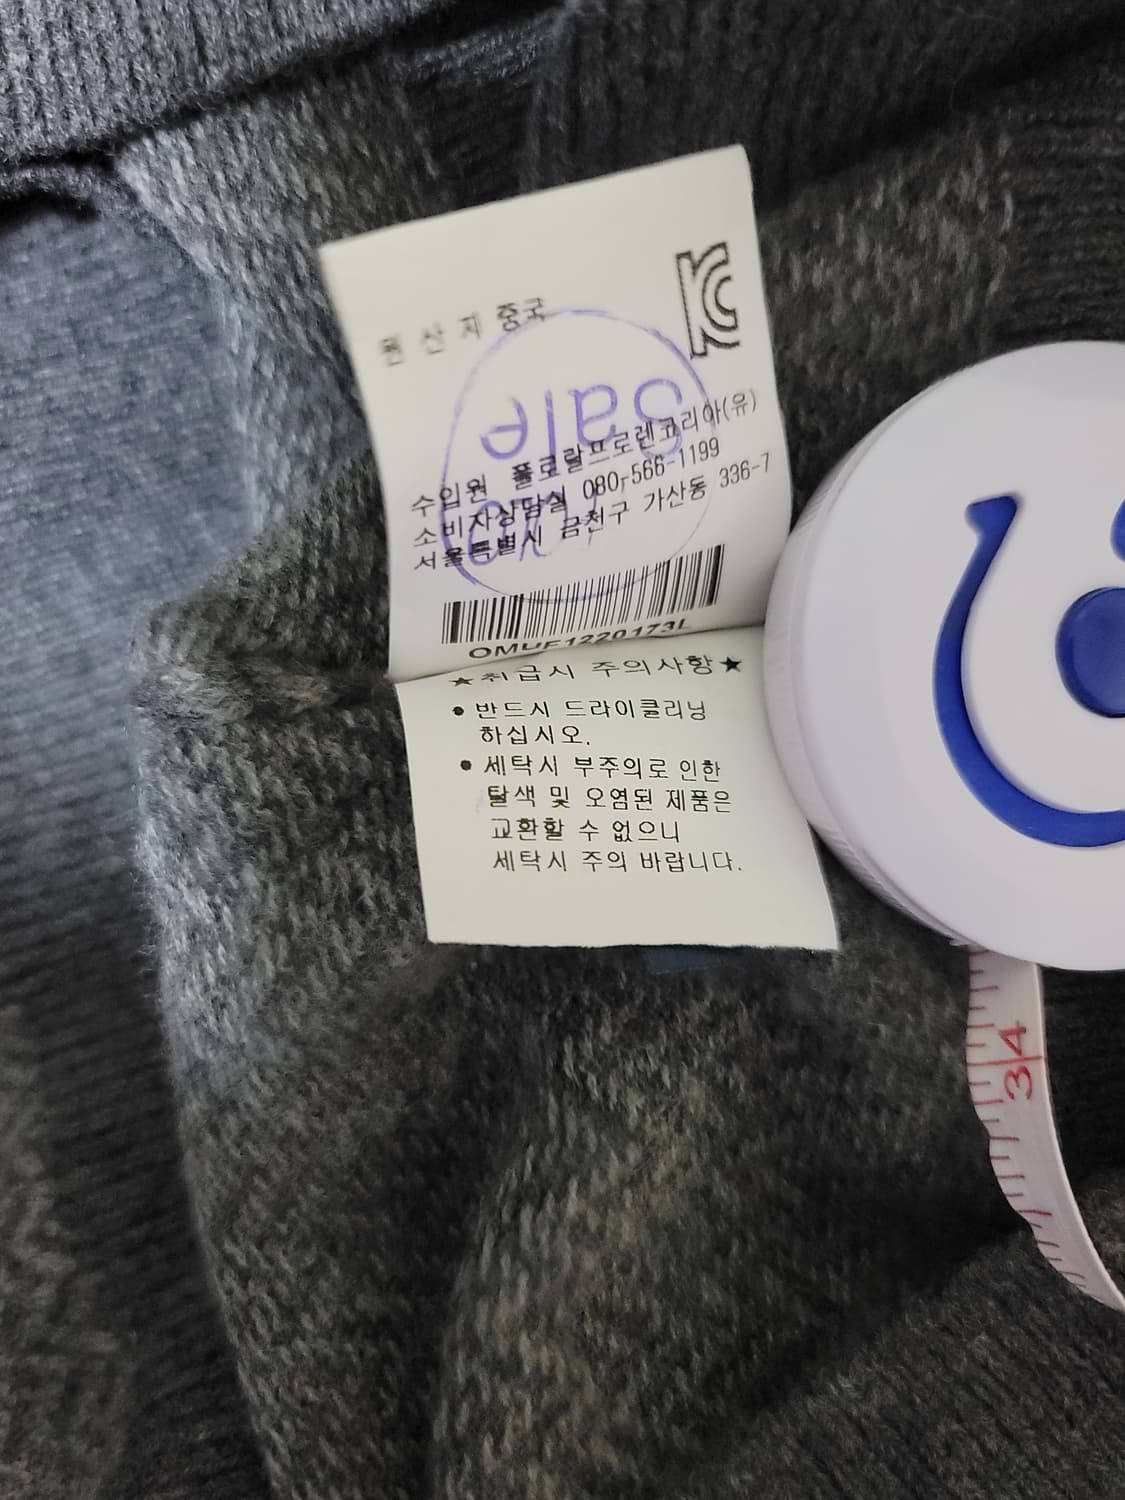 KC
원 산 지 중국
Sale
수입원 폴로랄프로렌코리아(유)
소비자상담실 080-566-1199
서울특별시 금천구 가산동 336-7
OMUF1220173L
★취급시 주의사항★
● 반드시 드라이클리닝
하십시오.
● 세탁시 부주의로 인한
탈색 및 오염된 제품은
교환할 수 없으니
세탁시 주의 바랍니다.
34